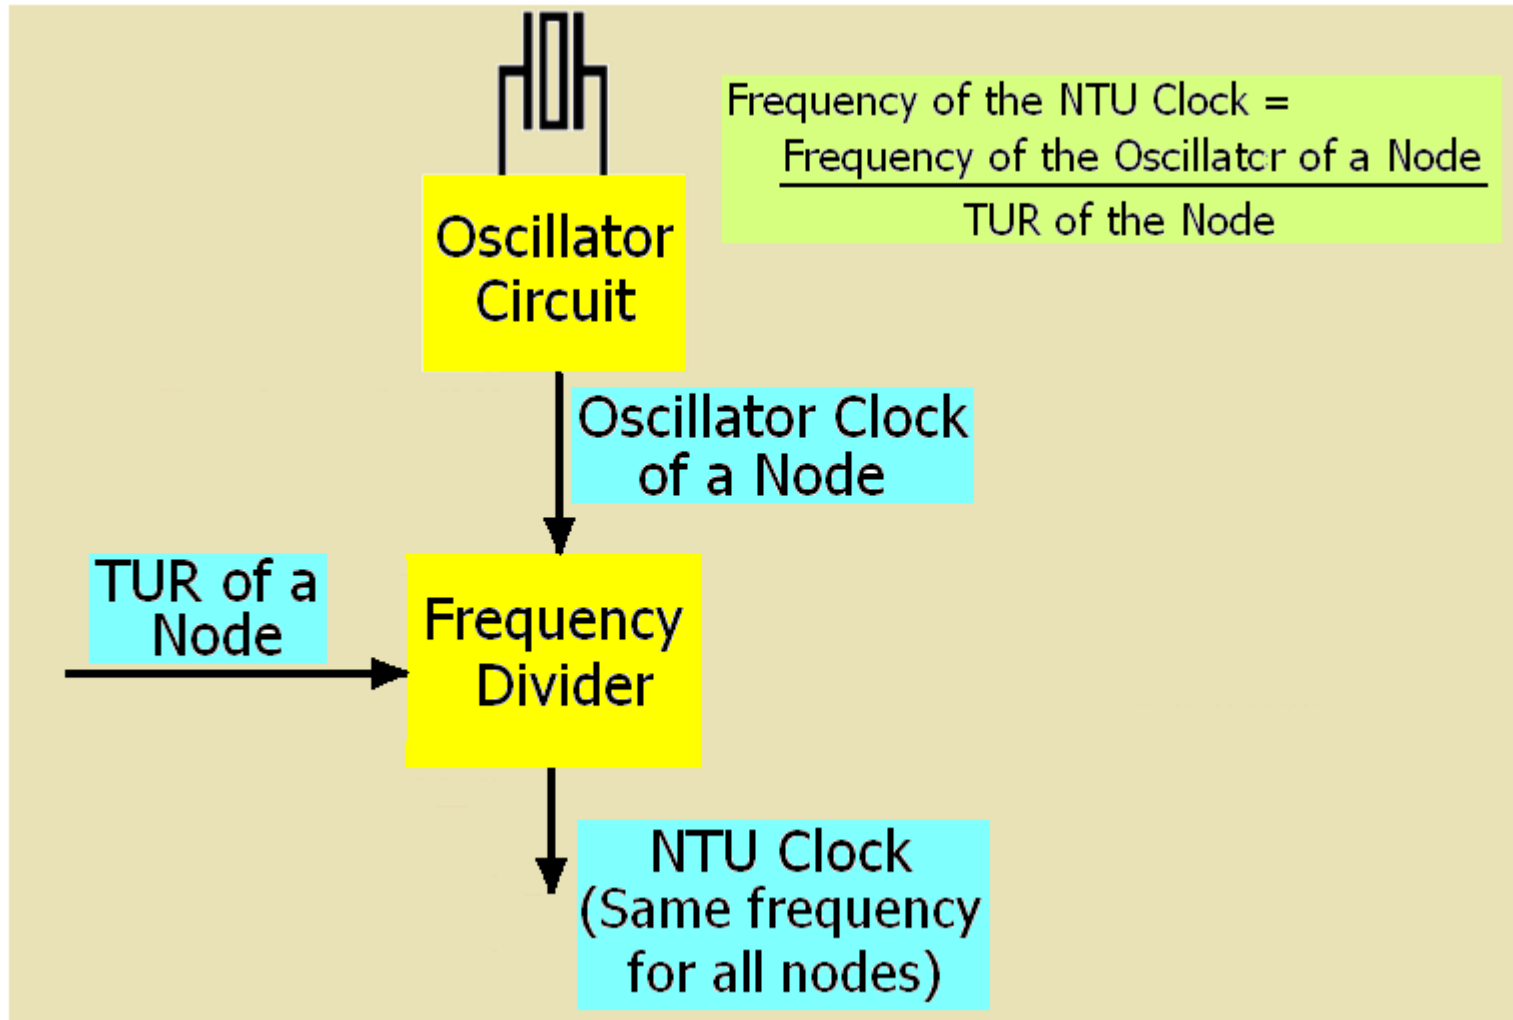 Frequency of the NTU Clock =
Frequency of the Oscillator of a Node
TUR of the Node
Oscillator
Circuit
Oscillator Clock
of a Node
TUR of a
Node
Frequency
Divider
NTU Clock
(Same frequency
for all nodes)